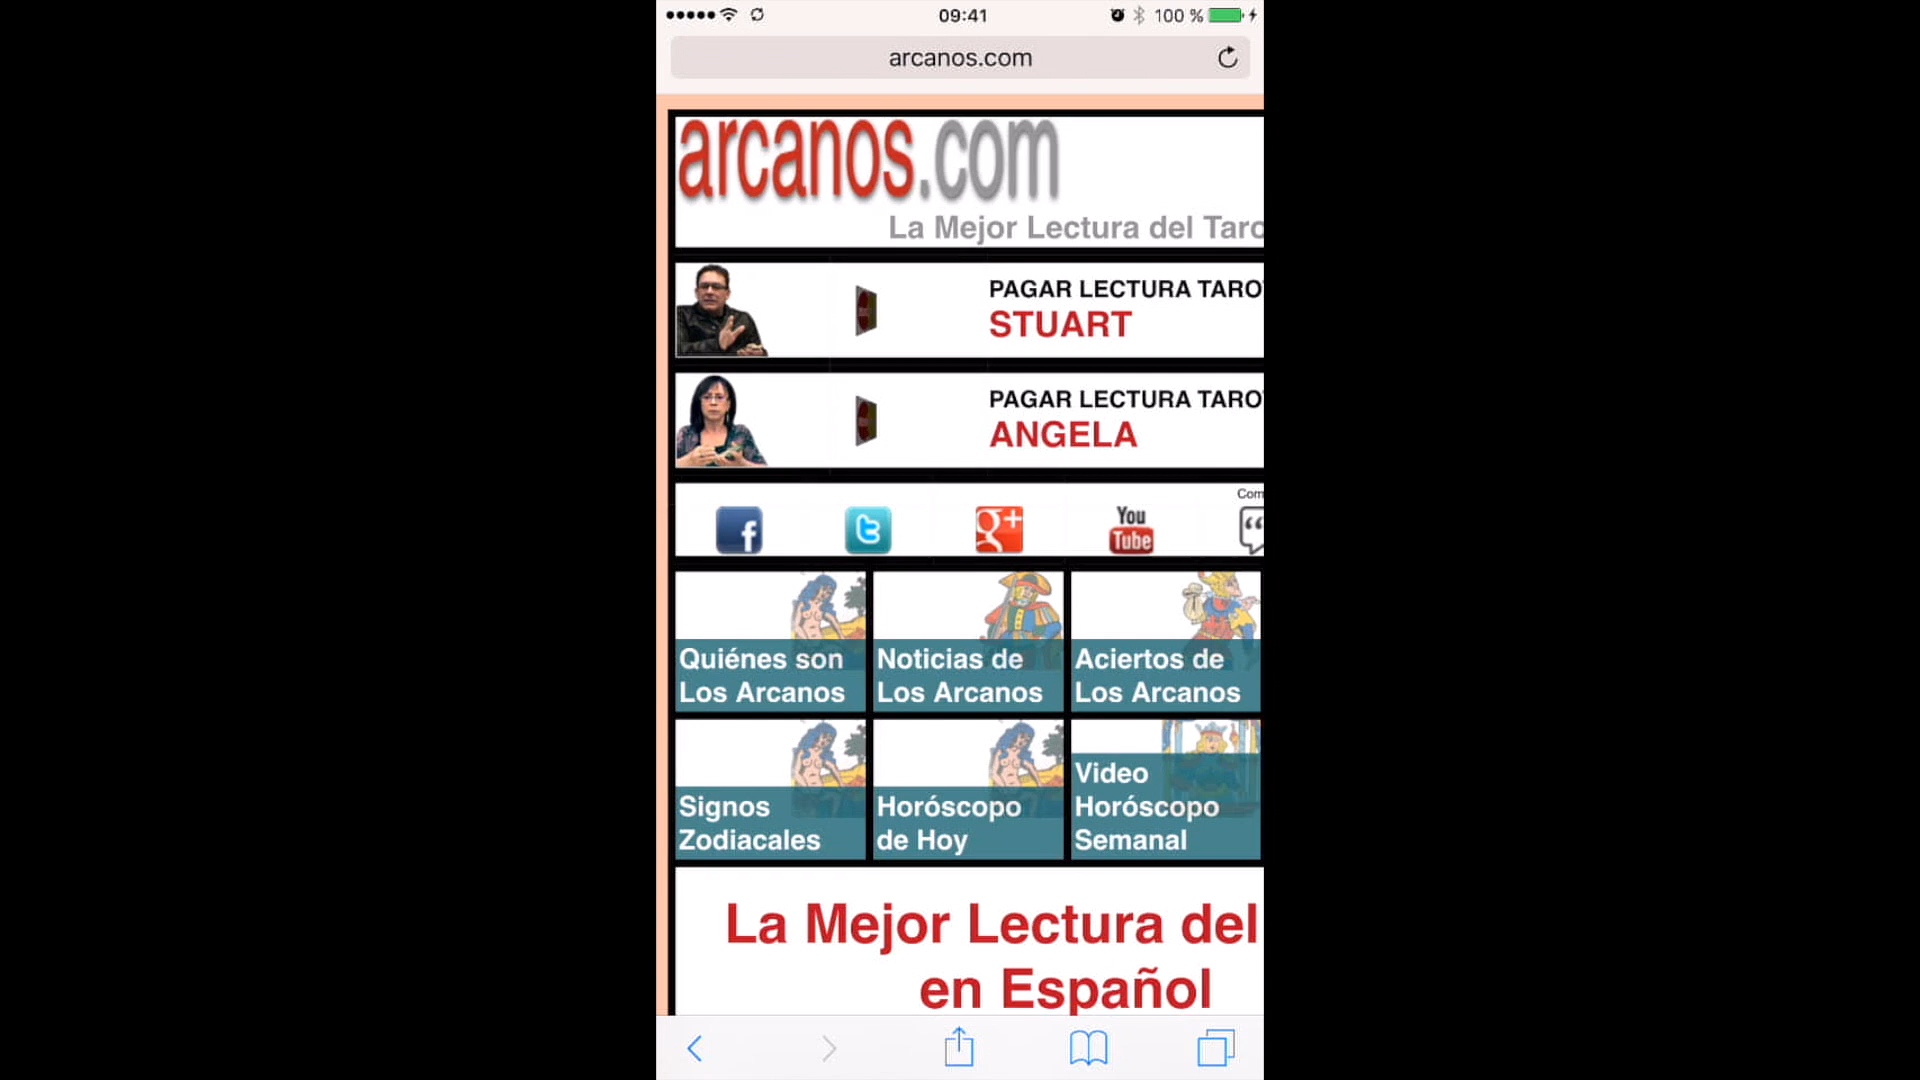 09:41
100 %
arcanos.com
arcanos.com
La Mejor Lectura del Taro
PAGAR LECTURA TARO
STUART
PAGAR LECTURA TARO
ANGELA
Com
You
Tube
Quiénes son
Los Arcanos
Noticias de
Los Arcanos
Aciertos de
Los Arcanos
Signos
Zodiacales
Horóscopo
de Hoy
Video
Horóscopo
Semanal
La Mejor Lectura del
en Español